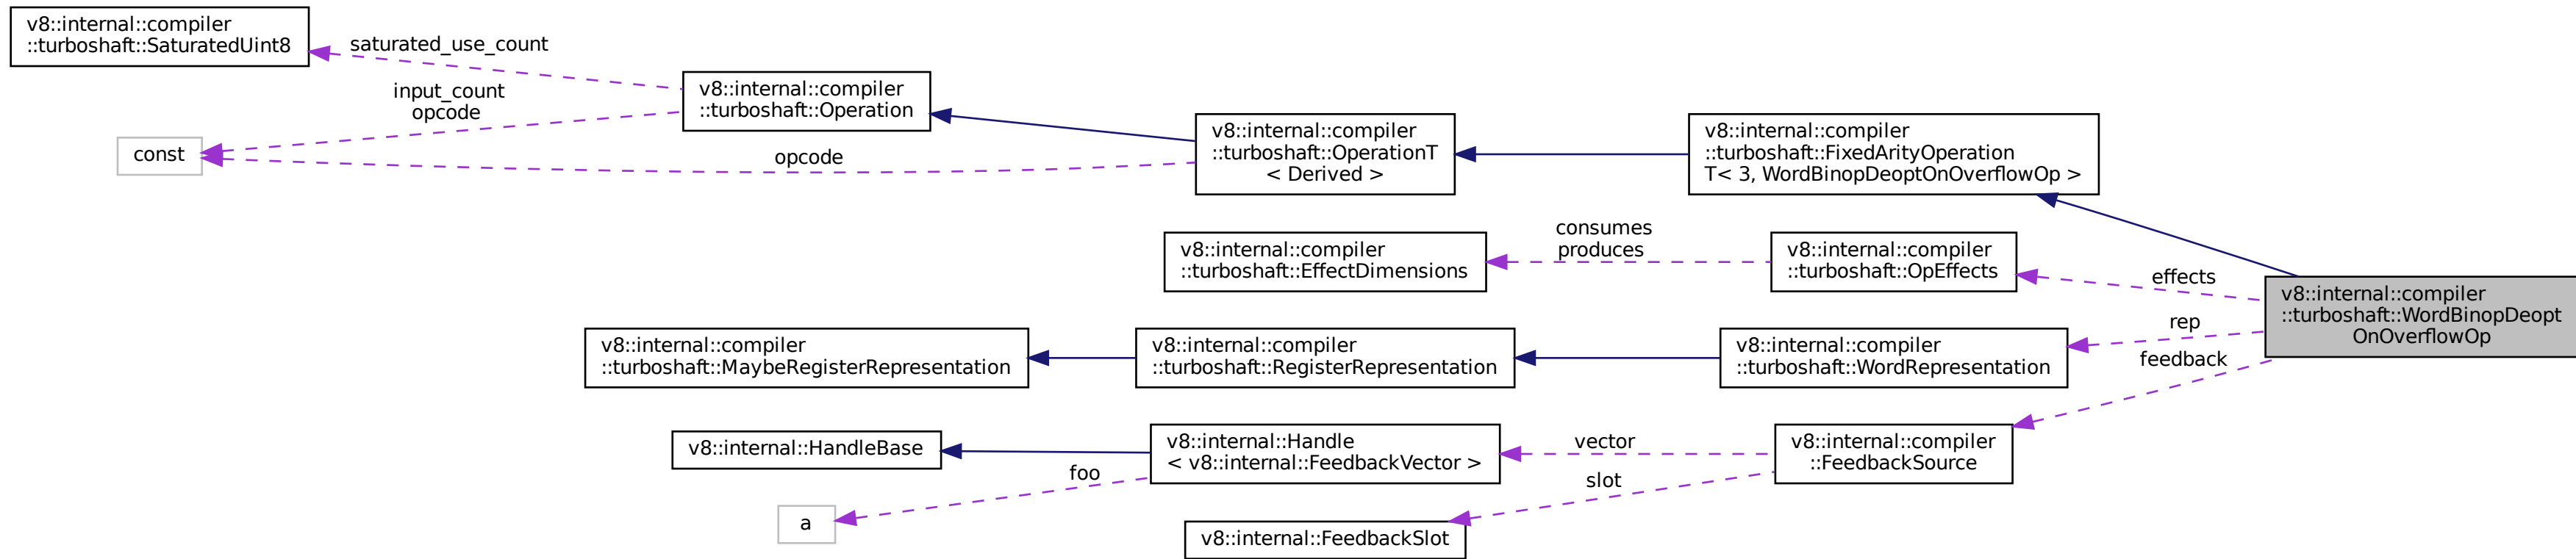 v8::internal::compiler
::turboshaft::SaturatedUint8
saturated_use_count
input_count
opcode
const
v8::internal::compiler
::turboshaft::Operation
opcode
v8::internal::compiler
::turboshaft::OperationT
< Derived >
v8::internal::compiler
::turboshaft::FixedArityOperation
T< 3, WordBinopDeoptOnOverflowOp >
v8::internal::compiler
::turboshaft::EffectDimensions
consumes
produces
v8::internal::compiler
::turboshaft::OpEffects
effects
v8::internal::compiler
::turboshaft::WordBinopDeopt
OnOverflowOp
rep
feedback
v8::internal::compiler
::turboshaft::MaybeRegisterRepresentation
v8::internal::compiler
::turboshaft::RegisterRepresentation
v8::internal::compiler
::turboshaft::WordRepresentation
v8::internal::HandleBase
v8::internal::Handle
< v8::internal::FeedbackVector >
vector
v8::internal::compiler
::FeedbackSource
foo
slot
a
v8::internal::FeedbackSlot